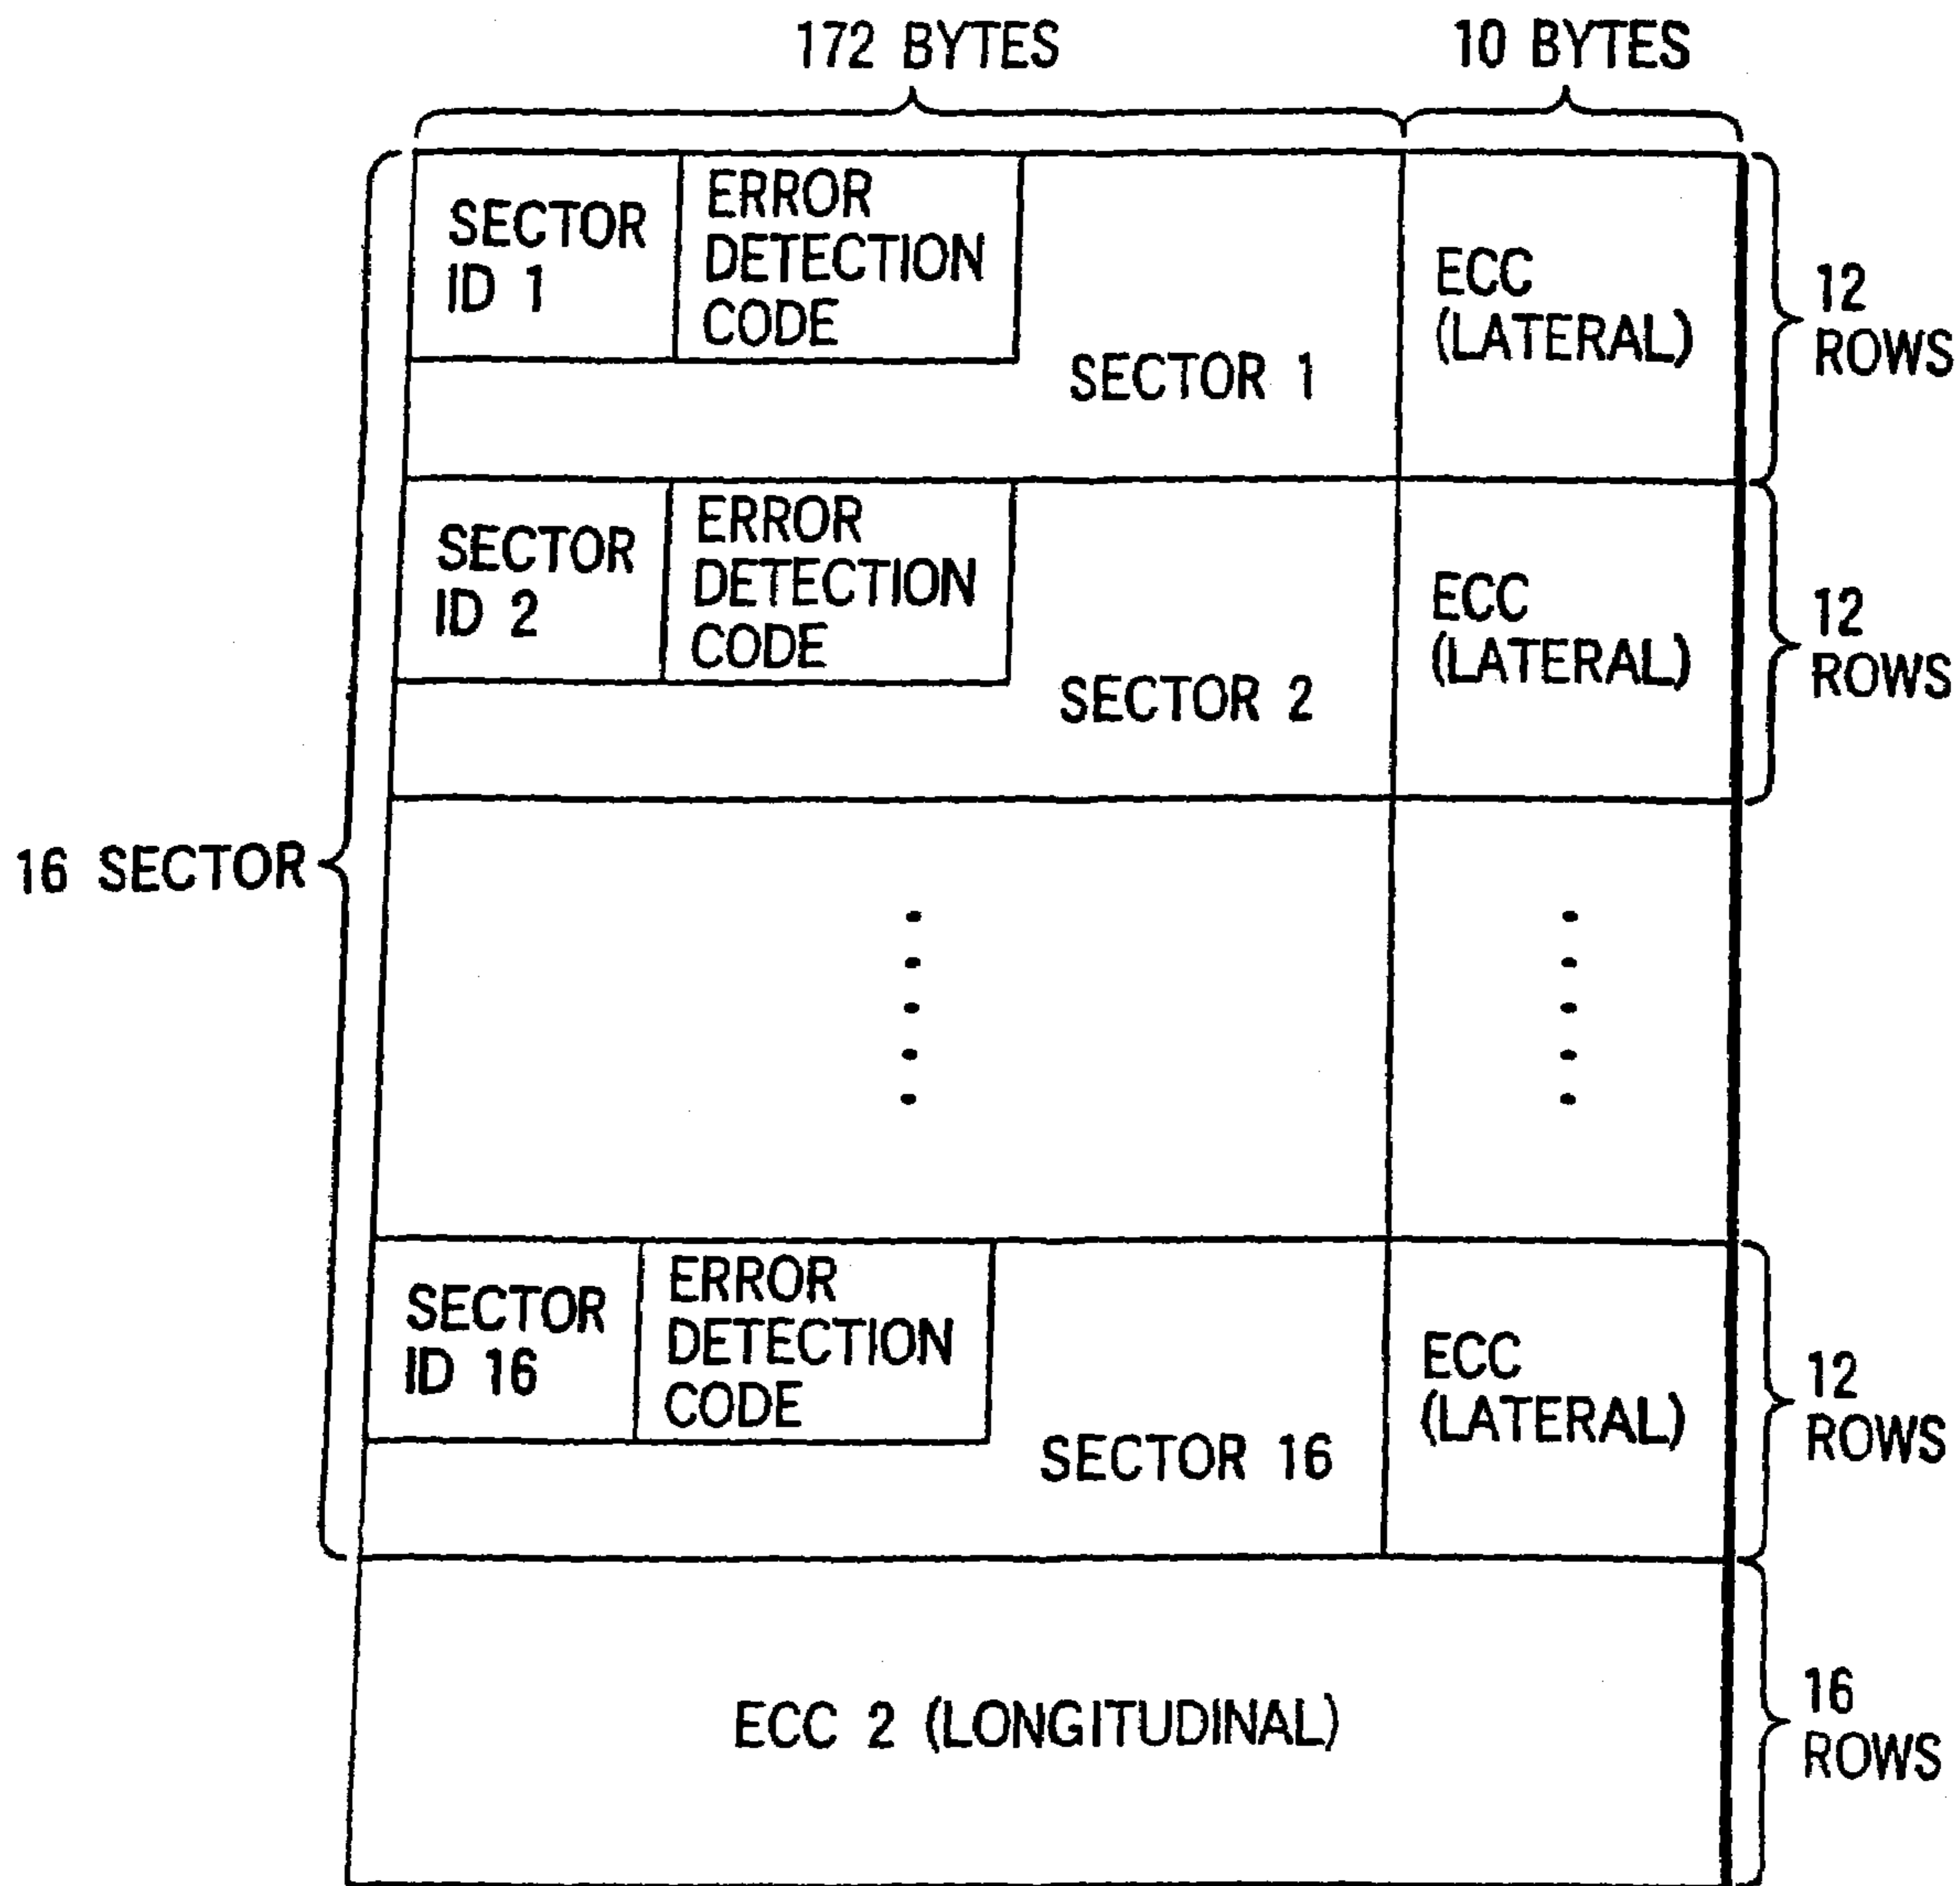 172 BYTES
10 BYTES
SECTOR
ID 1
ERROR
DETECTION
CODE
SECTOR 1
ECC
(LATERAL)
12
ROWS
SECTOR
ID 2
ERROR
DETECTION
CODE
SECTOR 2
ECC
(LATERAL)
12
ROWS
16 SECTOR
SECTOR
ID 16
ERROR
DETECTION
CODE
SECTOR 16
ECC
(LATERAL)
12
ROWS
ECC 2 (LONGITUDINAL)
16
ROWS